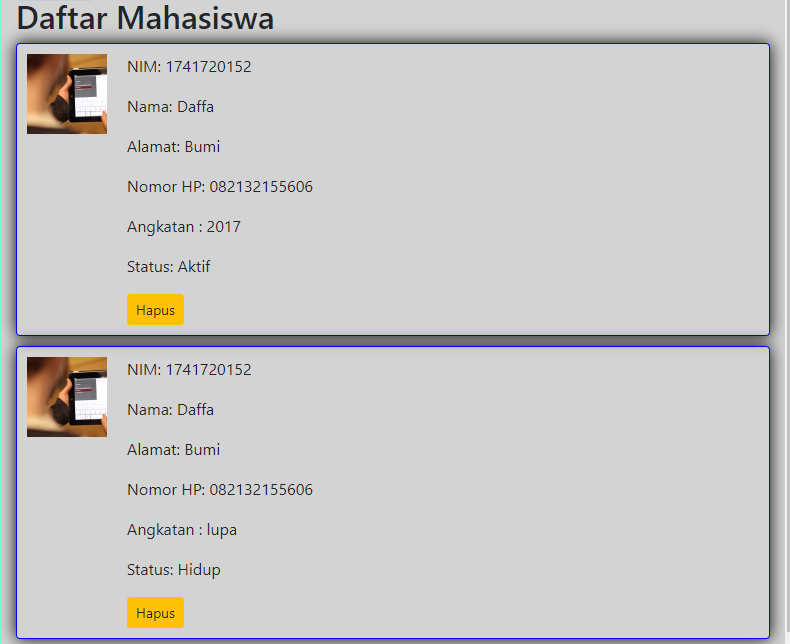 Daftar Mahasiswa
NIM: 1741720152
Nama: Daffa
Alamat: Bumi
Nomor HP: 082132155606
Angkatan : 2017
Status: Aktif
Hapus
NIM: 1741720152
Nama: Daffa
Alamat: Bumi
Nomor HP: 082132155606
Angkatan : lupa
Status: Hidup
Hapus